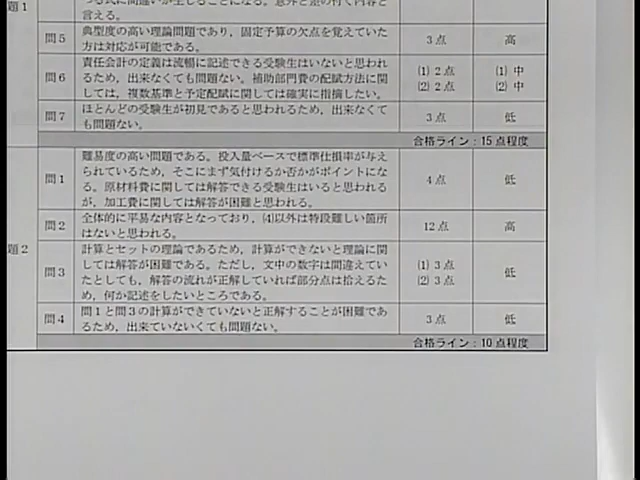 題1
言える。
問5
典型度の高い理論問題であり、固定予算の欠点を覚えていた
方は対応が可能である。
3点
高
問6
責任会計の定義は流暢に記述できる受験生はいないと思われ
るため、出来なくても問題ない。補助部門費の配賦方法に関
しては、複数基準と予定配賦に関しては確実に指摘したい。
(1) 2点
(2) 2点
(1) 中
(2) 中
問7
ほとんどの受験生が初見であると思われるため、出来なくて
も問題ない。
3点
低
合格ライン：15点程度
題2
問1
難易度の高い問題である。投入量ベースで標準仕損率が与え
られているため、そこにまず気付けるか否かがポイントにな
る。原材料費に関しては解答できる受験生はいると思われる
が、加工費に関しては解答が困難と思われる。
4点
低
問2
全体的に平易な内容となっており、(4)以外は特段難しい箇所
はないと思われる。
12点
高
問3
計算とセットの理論であるため、計算ができないと理論に関
しては解答が困難である。ただし、文中の数字は間違えてい
たとしても、解答の流れが正解していれば部分点は拾えるた
め、何か記述をしたいところである。
(1) 3点
(2) 3点
低
問4
問1と問3の計算ができていないと正解することが困難であ
るため、出来ていないくても問題ない。
3点
低
合格ライン：10点程度